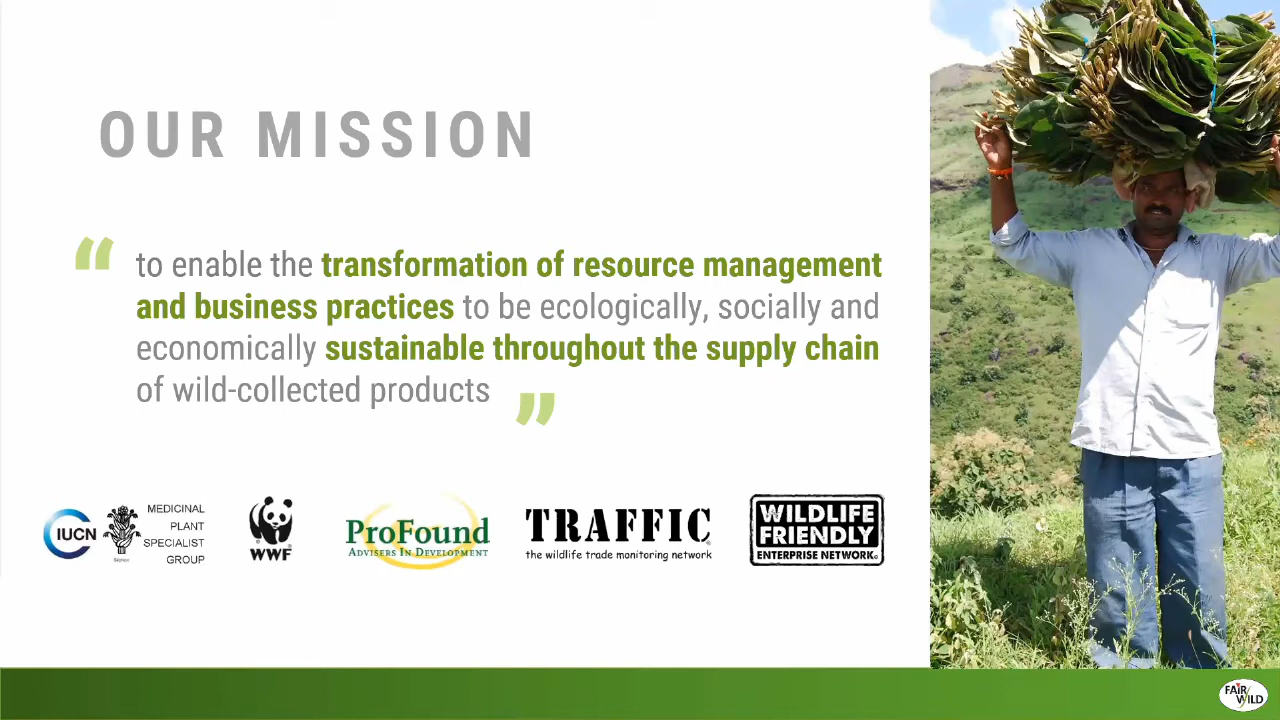 OUR MISSION
“ to enable the transformation of resource management
and business practices to be ecologically, socially and
economically sustainable throughout the supply chain
of wild-collected products ”
IUCN
MEDICINAL
PLANT
SPECIALIST
GROUP
WWF
ProFound
ADVISERS IN DEVELOPMENT
TRAFFIC
the wildlife trade monitoring network
WILDLIFE
FRIENDLY
ENTERPRISE NETWORK
FAIR
WILD